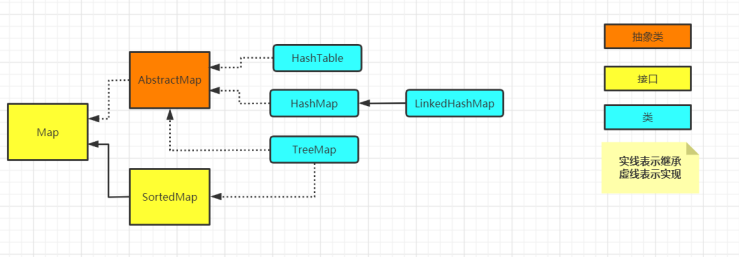 HashTable
抽象类
AbstractMap
接口
HashMap
LinkedHashMap
Map
类
TreeMap
实线表示继承
虚线表示实现
SortedMap